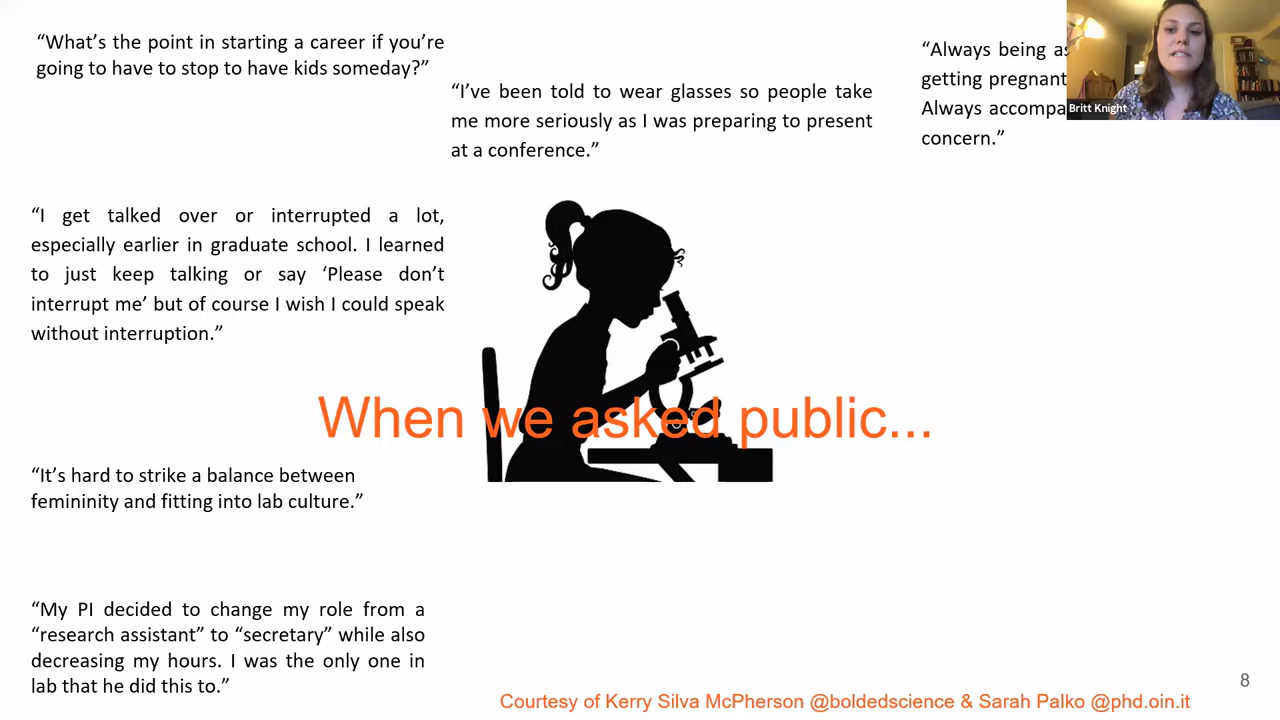 “What’s the point in starting a career if you’re
going to have to stop to have kids someday?”
“I’ve been told to wear glasses so people take
me more seriously as I was preparing to present
at a conference.”
“Always being
getting pregnant
Always
concern.”
Britt Knight
“I get talked over or interrupted a lot,
especially earlier in graduate school. I learned
to just keep talking or say ‘Please don’t
interrupt me’ but of course I wish I could speak
without interruption.”
When we asked public...
“It’s hard to strike a balance between
femininity and fitting into lab culture.”
“My PI decided to change my role from a
“research assistant” to “secretary” while also
decreasing my hours. I was the only one in
lab that he did this to.”
8
Courtesy of Kerry Silva McPherson @boldedscience & Sarah Palko @phd.oin.it